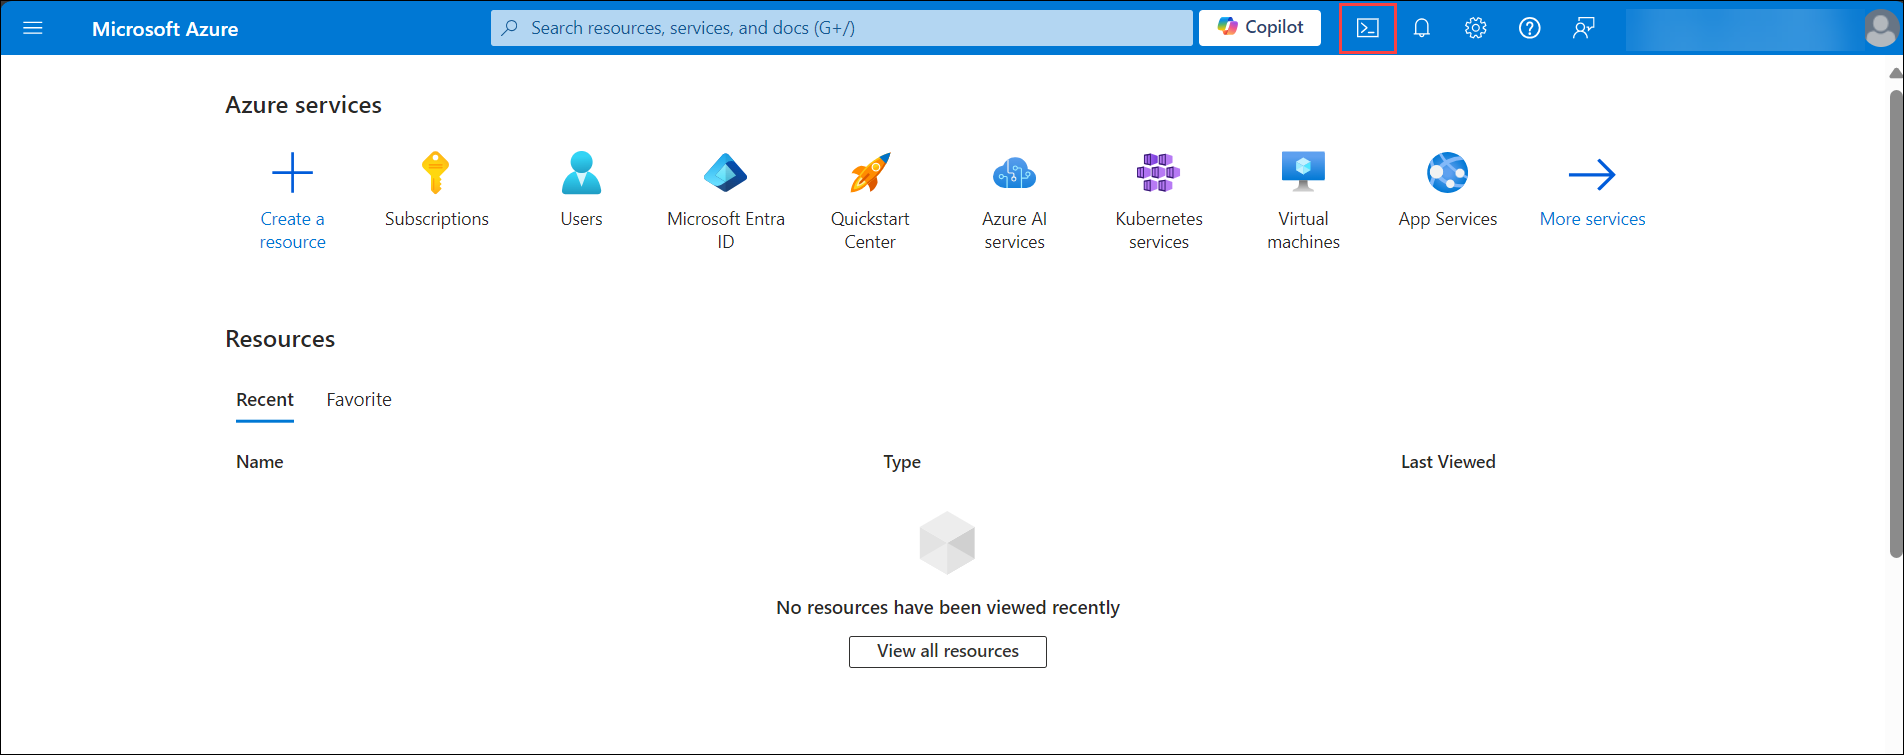 Microsoft Azure
Search resources, services, and docs (G+/)
Copilot
Azure services
Create a
resource
Subscriptions
Users
Microsoft Entra
ID
Quickstart
Center
Azure AI
services
Kubernetes
services
Virtual
machines
App Services
More services
Resources
Recent
Favorite
Name
Type
Last Viewed
No resources have been viewed recently
View all resources